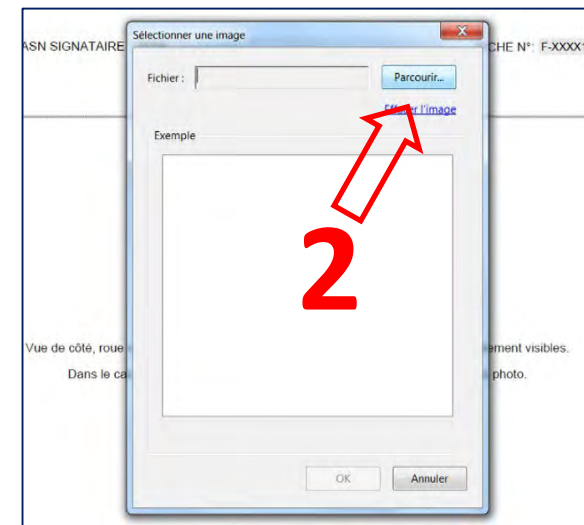 Sélectionner une image
ASN SIGNATAIRE
CHE N°: F-XXXX1
Fichier :
Parcourir...
Effacer l'image
Exemple
2
Vue de côté, roue
ement visibles.
Dans le ca
photo.
OK
Annuler